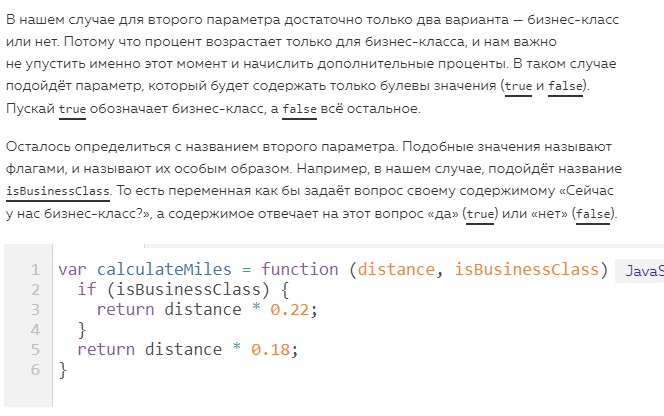 В нашем случае для второго параметра достаточно только два варианта — бизнес-класс
или нет. Потому что процент возрастает только для бизнес-класса, и нам важно
не упустить именно этот момент и начислить дополнительные проценты. В таком случае
подойдёт параметр, который будет содержать только булевы значения (true и false).
Пускай true обозначает бизнес-класс, а false всё остальное.
Осталось определиться с названием второго параметра. Подобные значения называют
флагами, и называют их особым образом. Например, в нашем случае, подойдёт название
isBusinessClass. То есть переменная как бы задаёт вопрос своему содержимому «Сейчас
у нас бизнес-класс?», а содержимое отвечает на этот вопрос «да» (true) или «нет» (false).
1 var calculateMiles = function (distance, isBusinessClass) JavaS
2 if (isBusinessClass) {
3 return distance * 0.22;
4 }
5 return distance * 0.18;
6 }